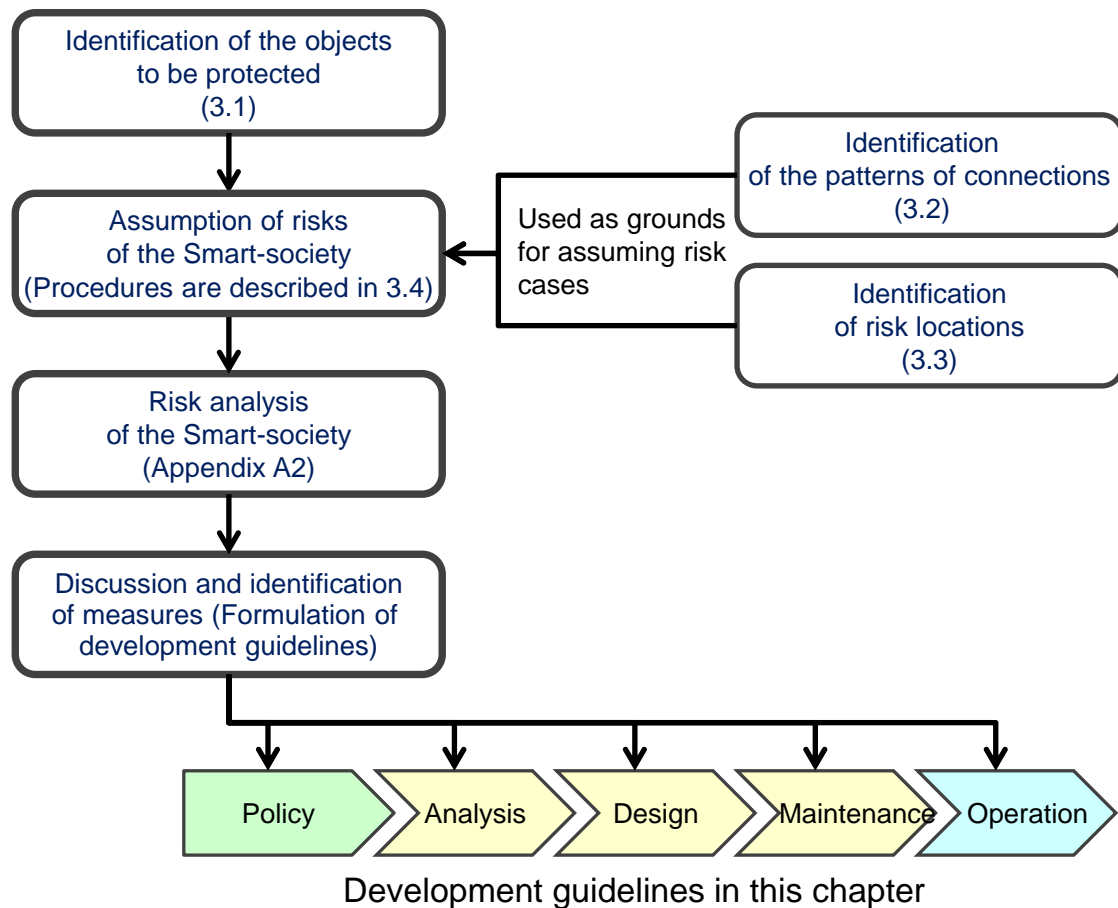 Identification of the objects
to be protected
(3.1)
Assumption of risks
of the Smart-society
(Procedures are described in 3.4)
Used as grounds
for assuming risk
cases
Identification
of the patterns of connections
(3.2)
Identification
of risk locations
(3.3)
Risk analysis
of the Smart-society
(Appendix A2)
Discussion and identification
of measures (Formulation of
development guidelines)
Policy
Analysis
Design
Maintenance
Operation
Development guidelines in this chapter